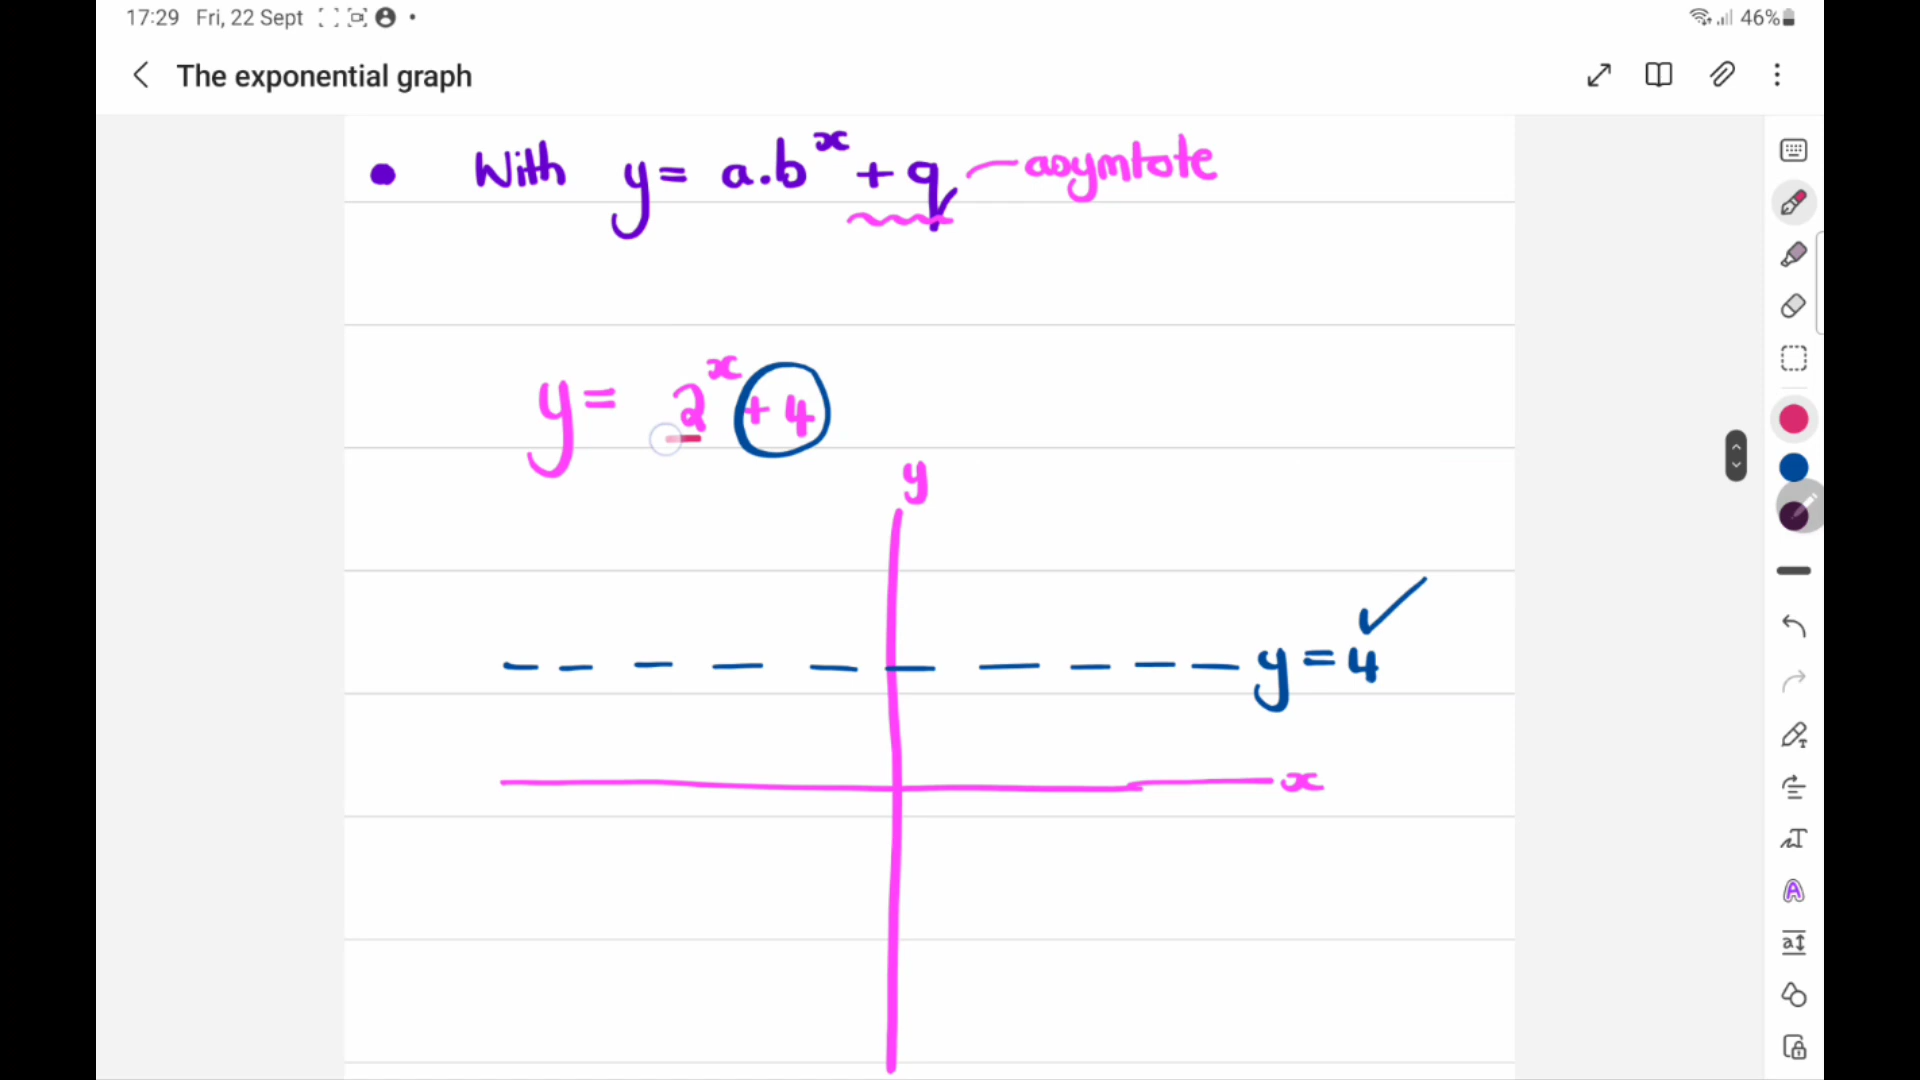 17:29 Fri, 22 Sept 46%
The exponential graph
• With y = a.b^x + q asymtote
y = 2^x + 4
y
y = 4
x